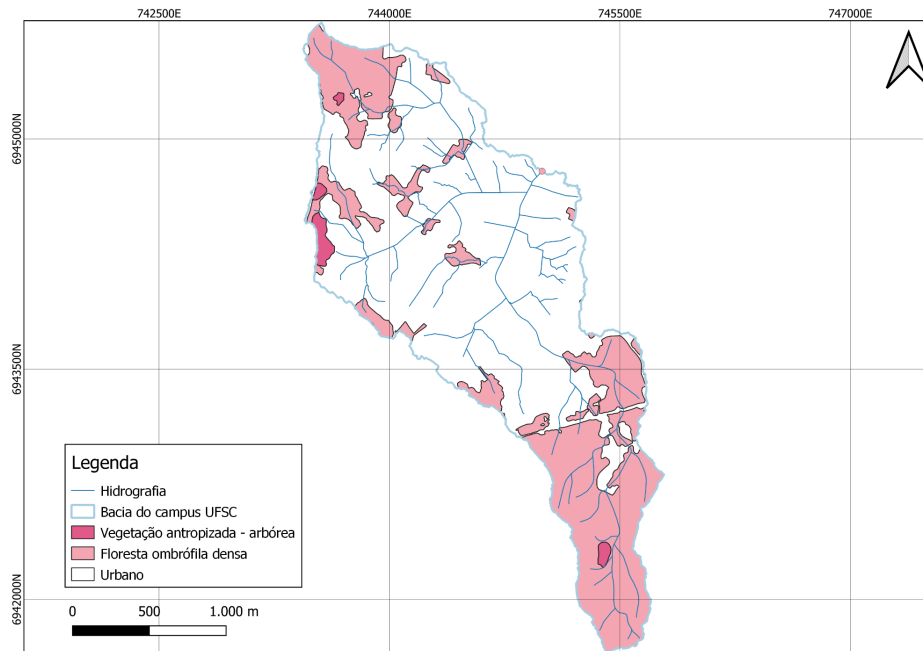 742500E 744000E 745500E 747000E
6945000N
6943500N
6942000N
Legenda
Hidrografia
Bacia do campus UFSC
Vegetação antropizada - arbórea
Floresta ombrófila densa
Urbano
0 500 1.000 m